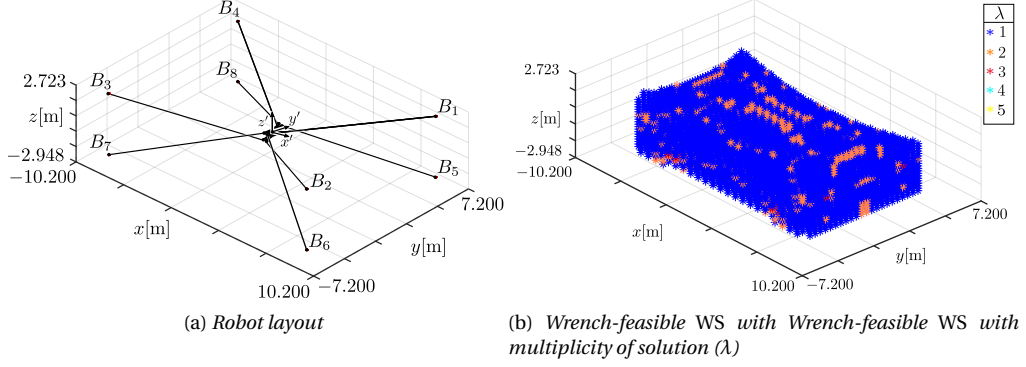 B4
B8
2.723
B3
B1
z[m]
z′
y′
x′
B7
−2.948
−10.200
B2
B5
7.200
x[m]
y[m]
B6
10.200
−7.200
(a) Robot layout
λ
1
2
3
4
5
2.723
z[m]
−2.948
−10.200
7.200
x[m]
y[m]
10.200
−7.200
(b) Wrench-feasible WS with Wrench-feasible WS with
multiplicity of solution (λ)